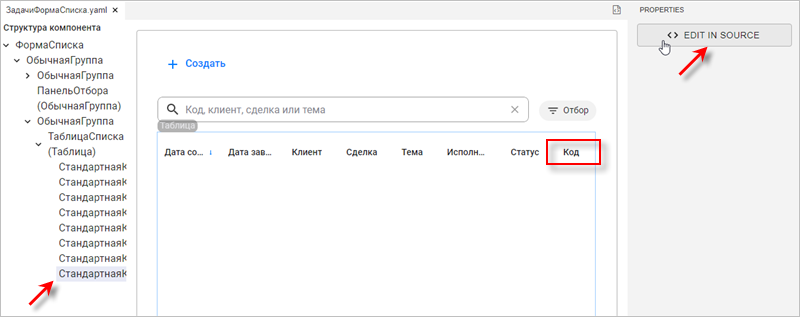 ЗадачиФормаСписка.yaml
PROPERTIES
Структура компонента
EDIT IN SOURCE
ФормаСписка
ОбычнаяГруппа
ОбычнаяГруппа
ПанельОтбора
(ОбычнаяГруппа)
ОбычнаяГруппа
ТаблицаСписка
(Таблица)
СтандартнаяК
СтандартнаяК
СтандартнаяК
СтандартнаяК
СтандартнаяК
СтандартнаяК
СтандартнаяК
СтандартнаяК
Создать
Код, клиент, сделка или тема
Отбор
Таблица
Дата со... ↓ Дата зав... Клиент Сделка Тема Исполн... Статус Код